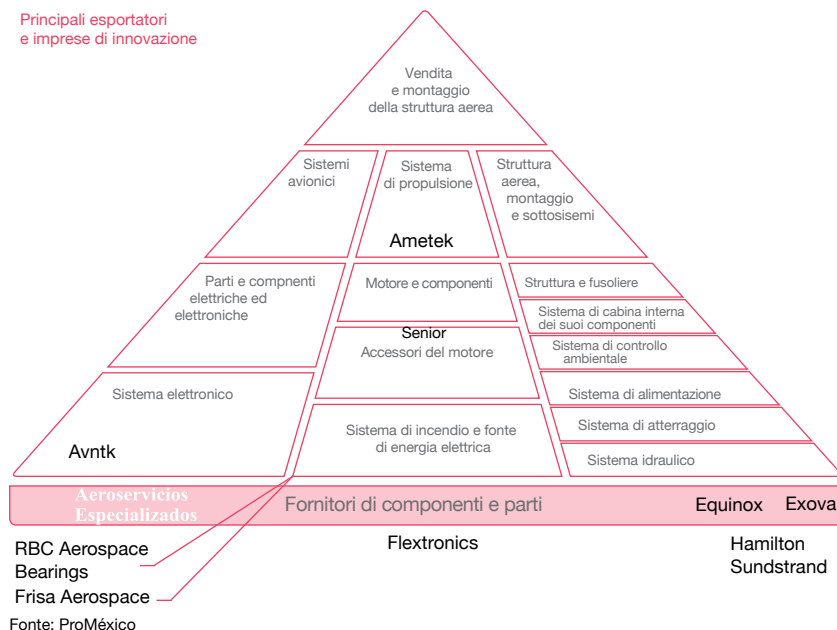 Principali esportatori
e imprese di innovazione
Vendita
e montaggio
della struttura aerea
Sistemi
avionici
Sistema
di propulsione
Ametek
Struttura
aerea,
montaggio
e sottosisemi
Parti e compnenti
elettriche ed
elettroniche
Motore e componenti
Senior
Accessori del motore
Struttura e fusoliere
Sistema di cabina interna
dei suoi componenti
Sistema di controllo
ambientale
Sistema elettronico
Avntk
Sistema di incendio e fonte
di energia elettrica
Sistema di alimentazione
Sistema di atterraggio
Sistema idraulico
Aeroservicios
Especializados
Fornitori di componenti e parti
Equinox
Exova
RBC Aerospace
Bearings
Frisa Aerospace
Flextronics
Hamilton
Sundstrand
Fonte: ProMéxico